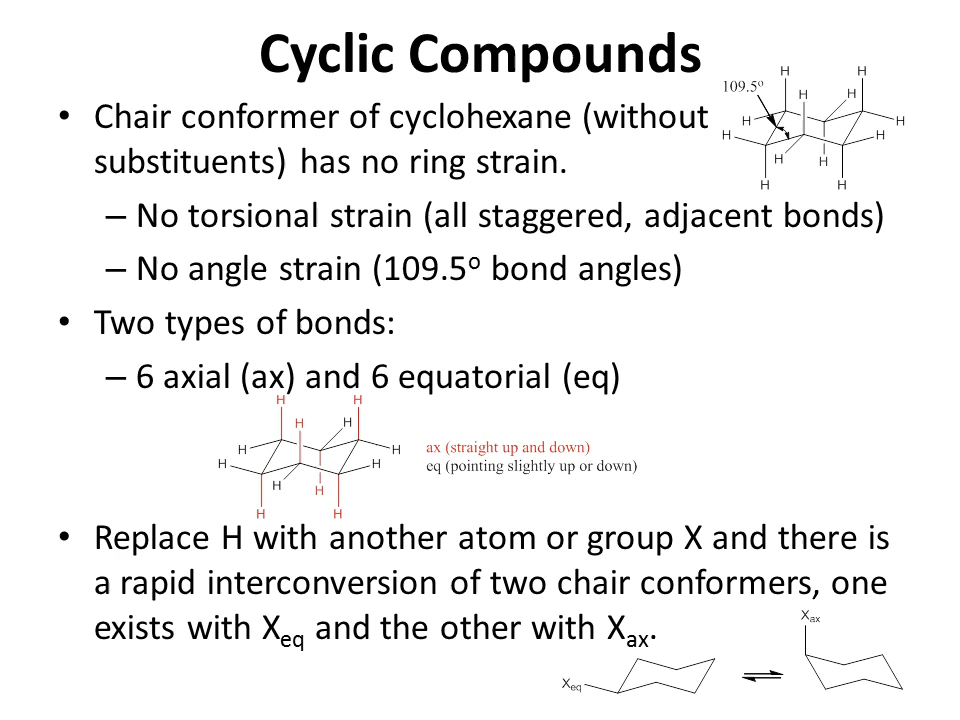 Cyclic Compounds
• Chair conformer of cyclohexane (without
substituents) has no ring strain.
109.5o
H H
H H
H H
H H
H H
H H
– No torsional strain (all staggered, adjacent bonds)
– No angle strain (109.5o bond angles)
• Two types of bonds:
– 6 axial (ax) and 6 equatorial (eq)
H H
H H
H H
H H
H H
H H
ax (straight up and down)
eq (pointing slightly up or down)
• Replace H with another atom or group X and there is
a rapid interconversion of two chair conformers, one
exists with Xeq and the other with Xax.
Xax
Xeq